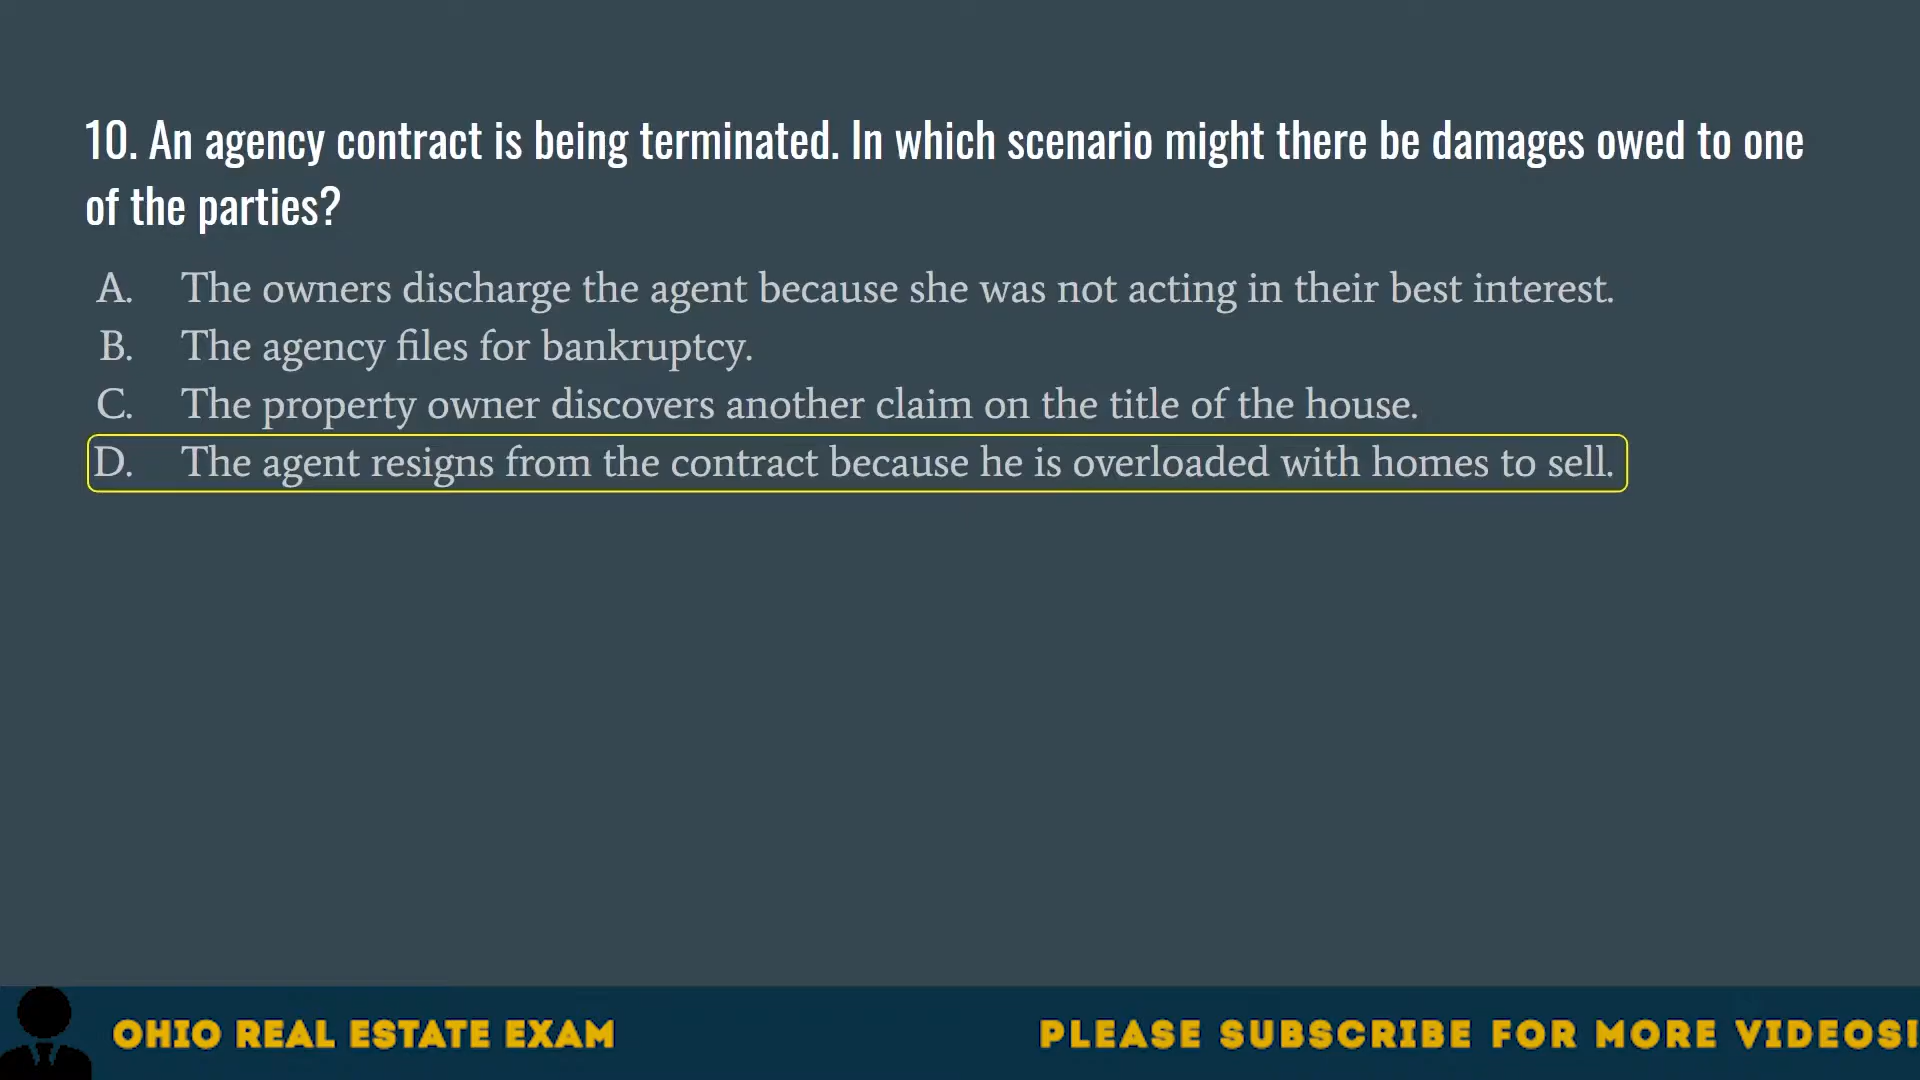 10. An agency contract is being terminated. In which scenario might there be damages owed to one
of the parties?
A. The owners discharge the agent because she was not acting in their best interest.
B. The agency files for bankruptcy.
C. The property owner discovers another claim on the title of the house.
D. The agent resigns from the contract because he is overloaded with homes to sell.
OHIO REAL ESTATE EXAM
PLEASE SUBSCRIBE FOR MORE VIDEOS!